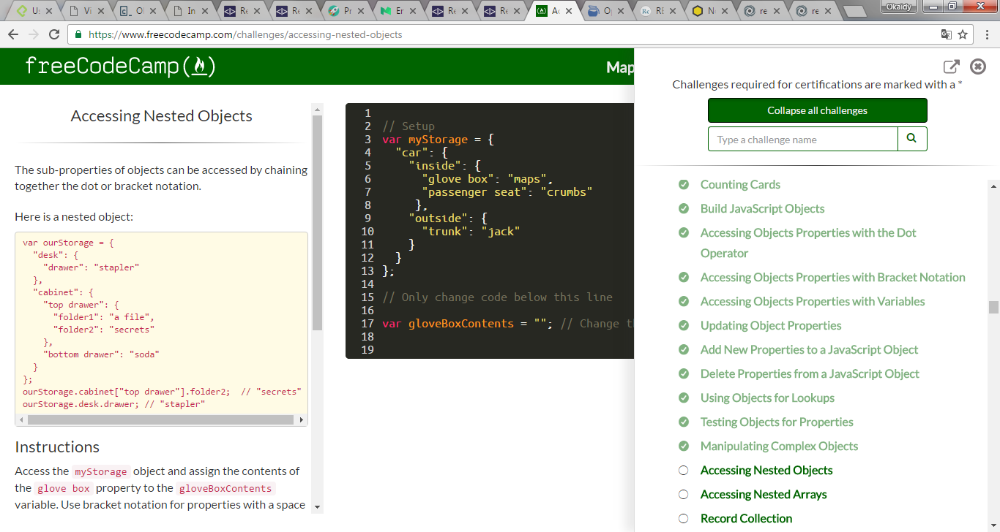 Us
Vi
Ol
In
Re
Re
Pr
Er
Re
Re
Ac
Op
RE
N
re
re
Okaidy
https://www.freecodecamp.com/challenges/accessing-nested-objects
freeCodeCamp
Map
Accessing Nested Objects
The sub-properties of objects can be accessed by chaining
together the dot or bracket notation.
Here is a nested object:
var ourStorage = {
"desk": {
"drawer": "stapler"
},
"cabinet": {
"top drawer": {
"folder1": "a file",
"folder2": "secrets"
},
"bottom drawer": "soda"
}
};
ourStorage.cabinet["top drawer"].folder2;  // "secrets"
ourStorage.desk.drawer; // "stapler"
Instructions
Access the myStorage object and assign the contents of
the glove box property to the gloveBoxContents
variable. Use bracket notation for properties with a space
1
2 // Setup
3 var myStorage = {
4 "car": {
5 "inside": {
6 "glove box": "maps",
7 "passenger seat": "crumbs"
8 },
9 "outside": {
10 "trunk": "jack"
11 }
12 }
13 };
14
15 // Only change code below this line
16
17 var gloveBoxContents = ""; // Change th
18
19
Challenges required for certifications are marked with a *
Collapse all challenges
Type a challenge name
Counting Cards
Build JavaScript Objects
Accessing Objects Properties with the Dot
Operator
Accessing Objects Properties with Bracket Notation
Accessing Objects Properties with Variables
Updating Object Properties
Add New Properties to a JavaScript Object
Delete Properties from a JavaScript Object
Using Objects for Lookups
Testing Objects for Properties
Manipulating Complex Objects
Accessing Nested Objects
Accessing Nested Arrays
Record Collection